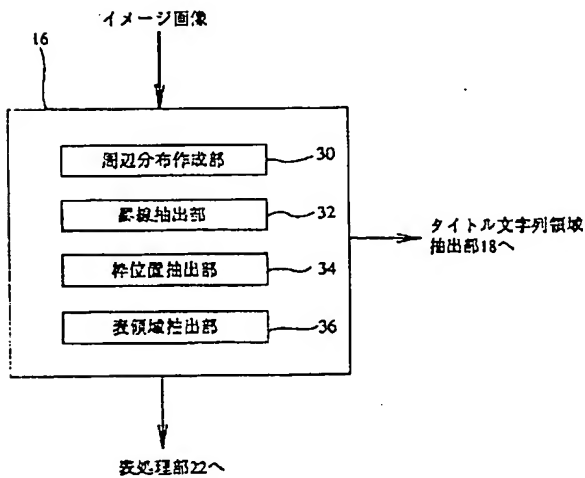 イメージ画像
16
周辺分布作成部
30
罫線抽出部
32
タイトル文字列領域
抽出部18へ
枠位置抽出部
34
表領域抽出部
36
表処理部22へ